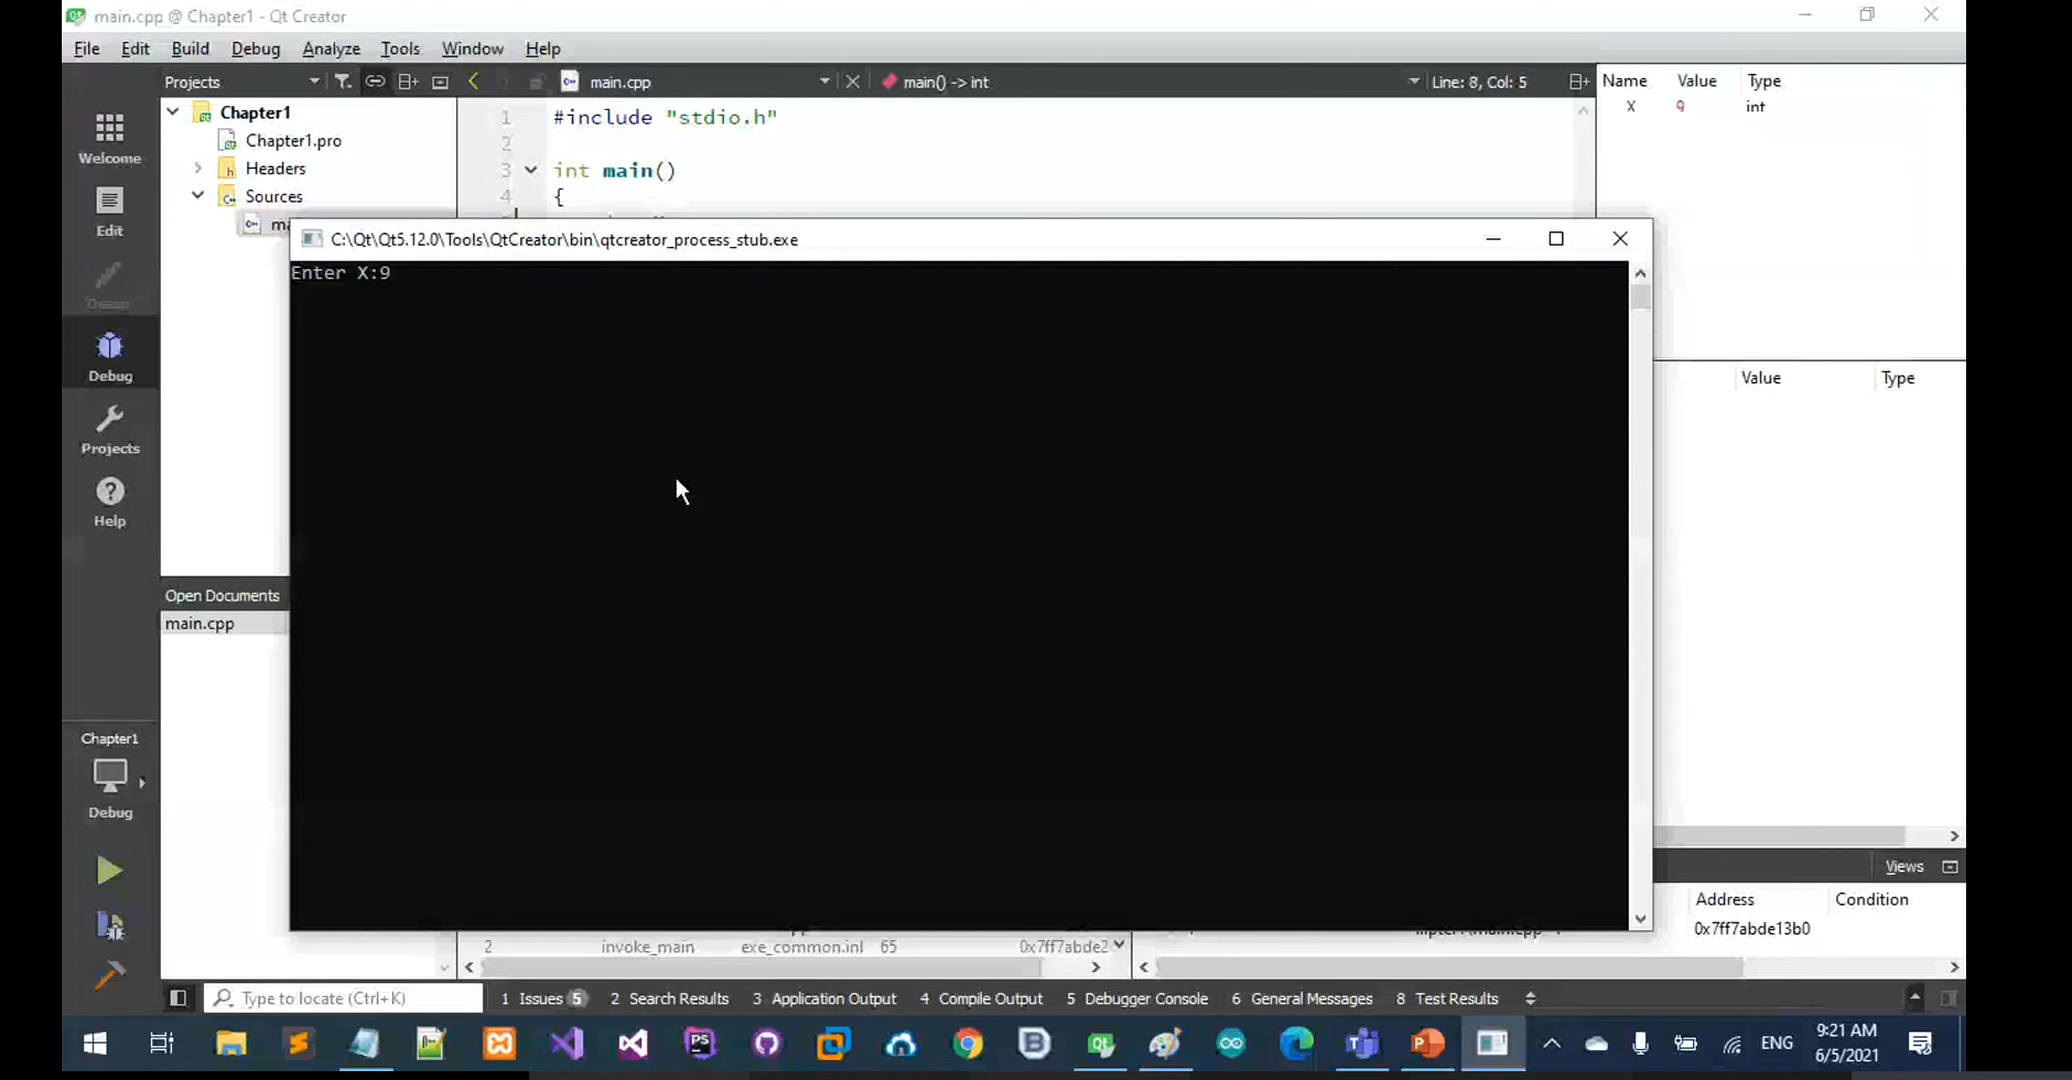 main.cpp @ Chapter1 - Qt Creator
File Edit Build Debug Analyze Tools Window Help
Projects main.cpp main() -> int Line: 8, Col: 5 Name Value Type
X 9 int
Chapter1
Chapter1.pro
Headers
Sources
1 #include "stdio.h"
2
3 int main()
4 {
Welcome
Edit
Debug
Projects
Help
C:\Qt\Qt5.12.0\Tools\QtCreator\bin\qtcreator_process_stub.exe
Enter X:9
Value Type
Open Documents
main.cpp
Chapter1
Debug
Views
Address Condition
0x7ff7abde13b0
2 invoke_main exe_common.inl 65 0x7ff7abde2
Type to locate (Ctrl+K) 1 Issues 5 2 Search Results 3 Application Output 4 Compile Output 5 Debugger Console 6 General Messages 8 Test Results
ENG 9:21 AM
6/5/2021